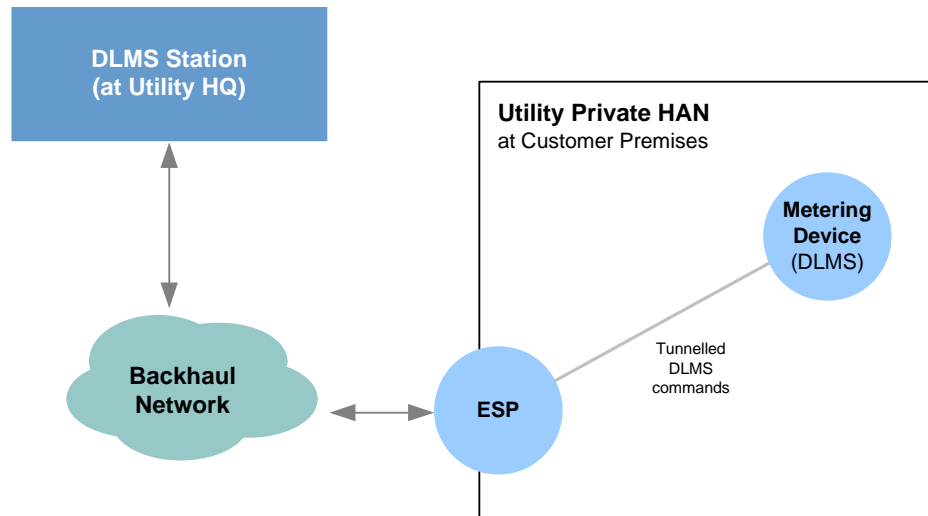 DLMS Station
(at Utility HQ)
Utility Private HAN
at Customer Premises
Metering
Device
(DLMS)
Tunnelled
DLMS
commands
Backhaul
Network
ESP